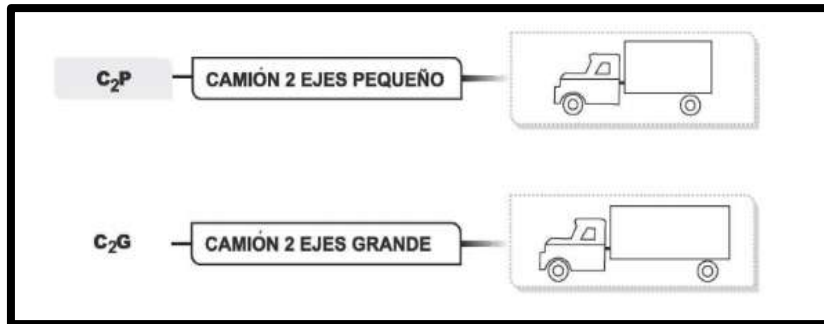 C₂P CAMIÓN 2 EJES PEQUEÑO
C₂G CAMIÓN 2 EJES GRANDE